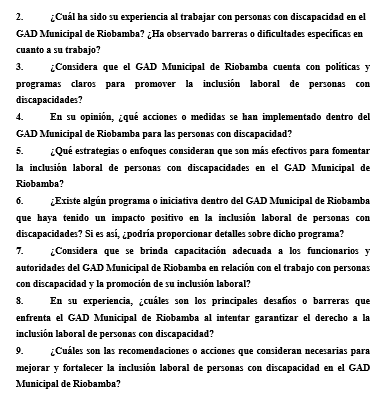 2. ¿Cuál ha sido su experiencia al trabajar con personas con discapacidad en el
GAD Municipal de Riobamba? ¿Ha observado barreras o dificultades específicas en
cuanto a su trabajo?
3. ¿Considera que el GAD Municipal de Riobamba cuenta con políticas y
programas claros para promover la inclusión laboral de personas con
discapacidades?
4. En su opinión, ¿qué acciones o medidas se han implementado dentro del
GAD Municipal de Riobamba para las personas con discapacidad?
5. ¿Qué estrategias o enfoques consideran que son más efectivos para fomentar
la inclusión laboral de personas con discapacidades en el GAD Municipal de
Riobamba?
6. ¿Existe algún programa o iniciativa dentro del GAD Municipal de Riobamba
que haya tenido un impacto positivo en la inclusión laboral de personas con
discapacidades? Si es así, ¿podría proporcionar detalles sobre dicho programa?
7. ¿Considera que se brinda capacitación adecuada a los funcionarios y
autoridades del GAD Municipal de Riobamba en relación con el trabajo con personas
con discapacidad y la promoción de su inclusión laboral?
8. En su experiencia, ¿cuáles son los principales desafíos o barreras que
enfrenta el GAD Municipal de Riobamba al intentar garantizar el derecho a la
inclusión laboral de personas con discapacidad?
9. ¿Cuáles son las recomendaciones o acciones que consideran necesarias para
mejorar y fortalecer la inclusión laboral de personas con discapacidad en el GAD
Municipal de Riobamba?